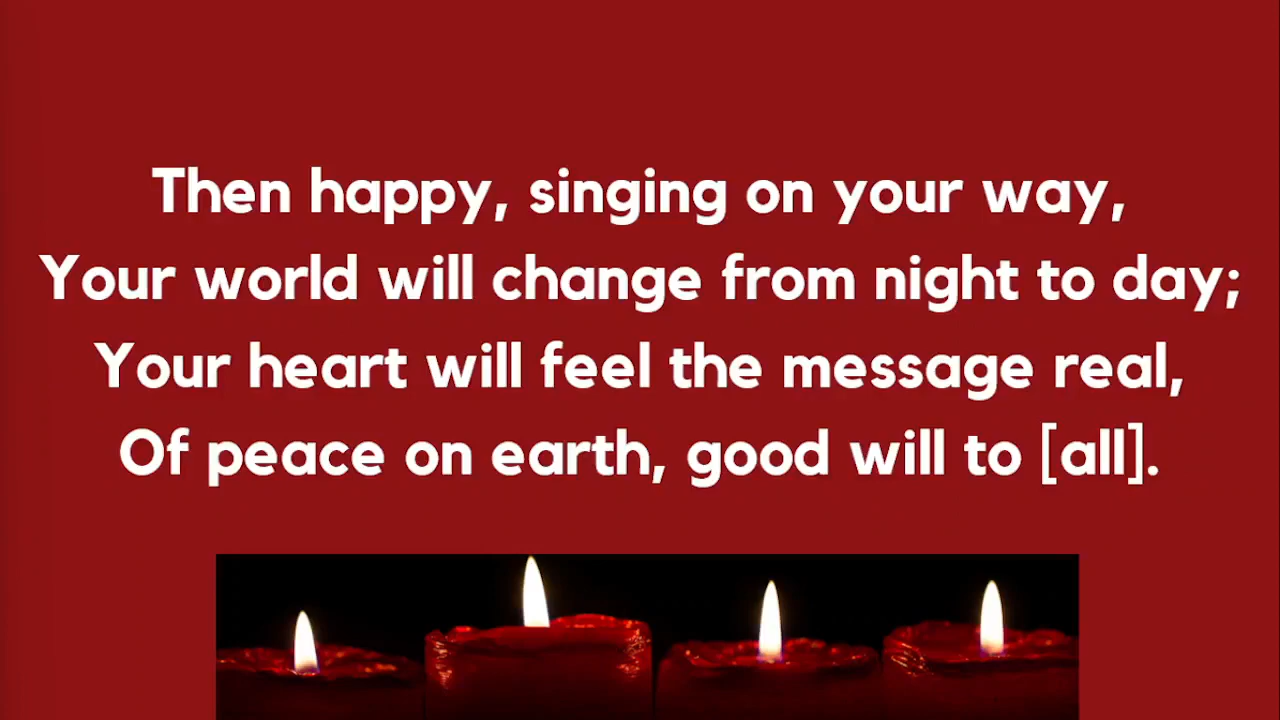 Then happy, singing on your way,
Your world will change from night to day;
Your heart will feel the message real,
Of peace on earth, good will to [all].